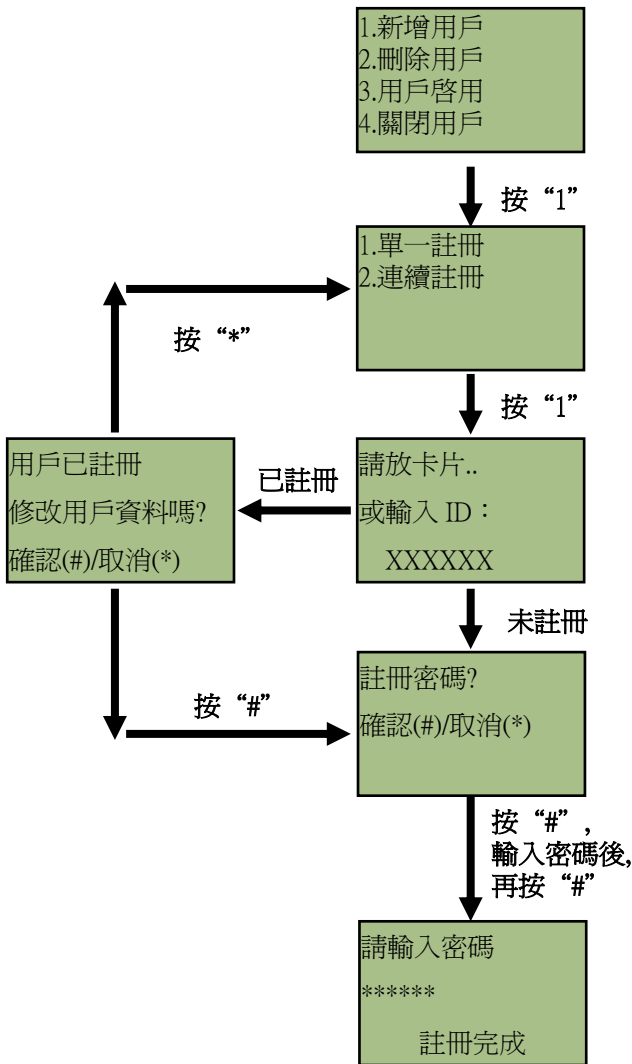 1.新增用戶
2.刪除用戶
3.用戶啓用
4.關閉用戶
按“1”
1.單一註冊
2.連續註冊
按“*”
按“1”
用戶已註冊
修改用戶資料嗎?
確認(#)/取消(*)
已註冊
請放卡片..
或輸入 ID：
XXXXXX
未註冊
按“#”
註冊密碼?
確認(#)/取消(*)
按“#”,
輸入密碼後,
再按“#”
請輸入密碼
******
註冊完成